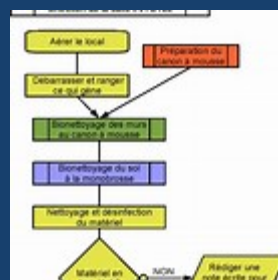 Aérer le local
Préparation du
canon à mousse
Débarrasser et ranger
ce qui gène
Bionettoyage des murs
au canon à mousse
Bionettoyage du sol
à la monobrosse
Nettoyage et désinfection
du matériel
Matériel en
NON
Rédiger une
note écrite pour